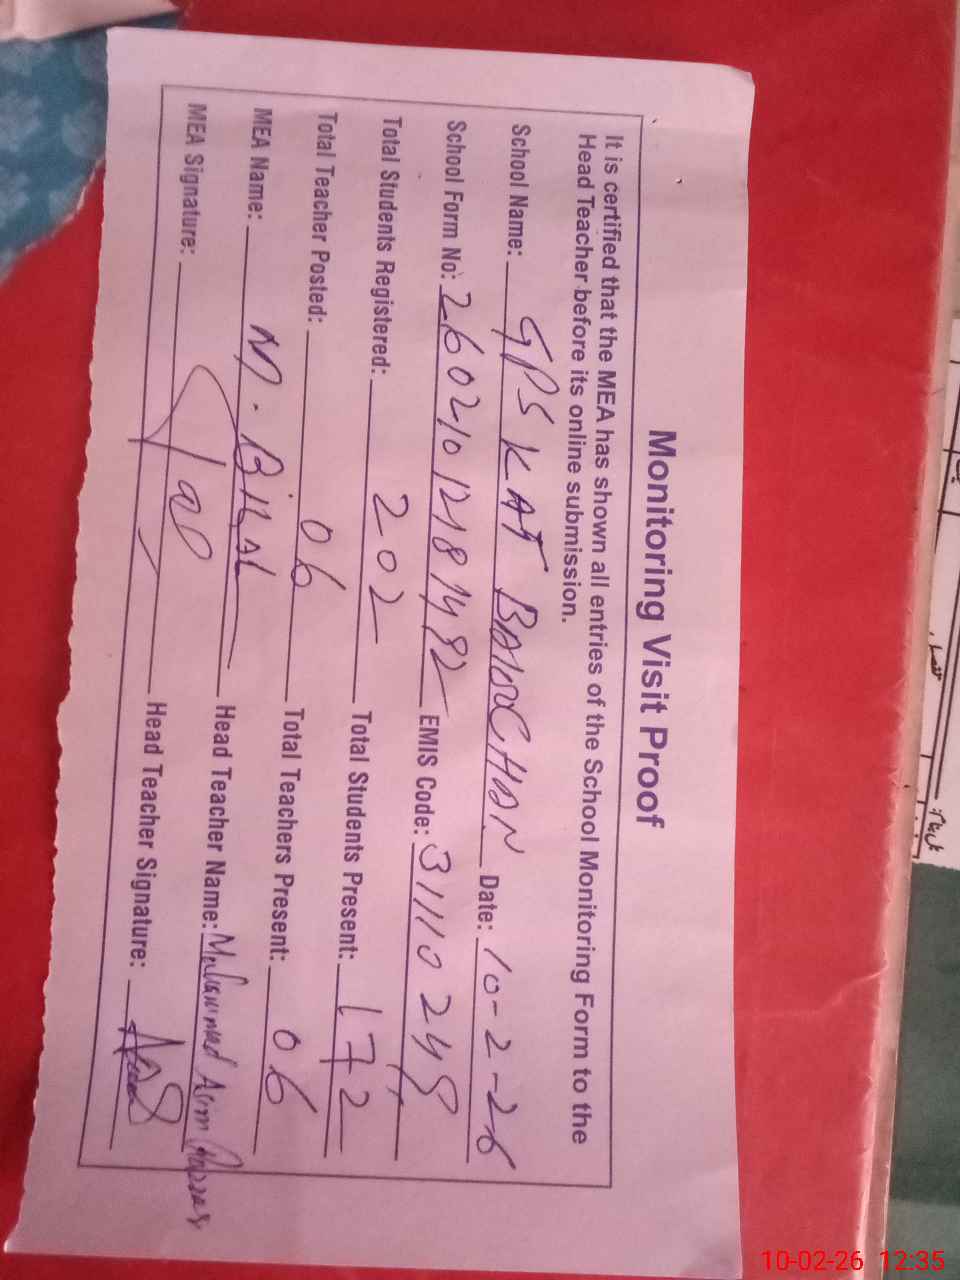 Monitoring Visit Proof
It is certified that the MEA has shown all entries of the School Monitoring Form to the
Head Teacher before its online submission.
School Name: GPS KAT BALOCHAN Date: 10-2-26
School Form No: 26021012181492 EMIS Code: 31110249
Total Students Registered: 202 Total Students Present: 172
Total Teacher Posted: 06 Total Teachers Present: 06
MEA Name: M. Bilal Head Teacher Name: Muhammad Asim
MEA Signature: Head Teacher Signature:
10-02-26 12:35